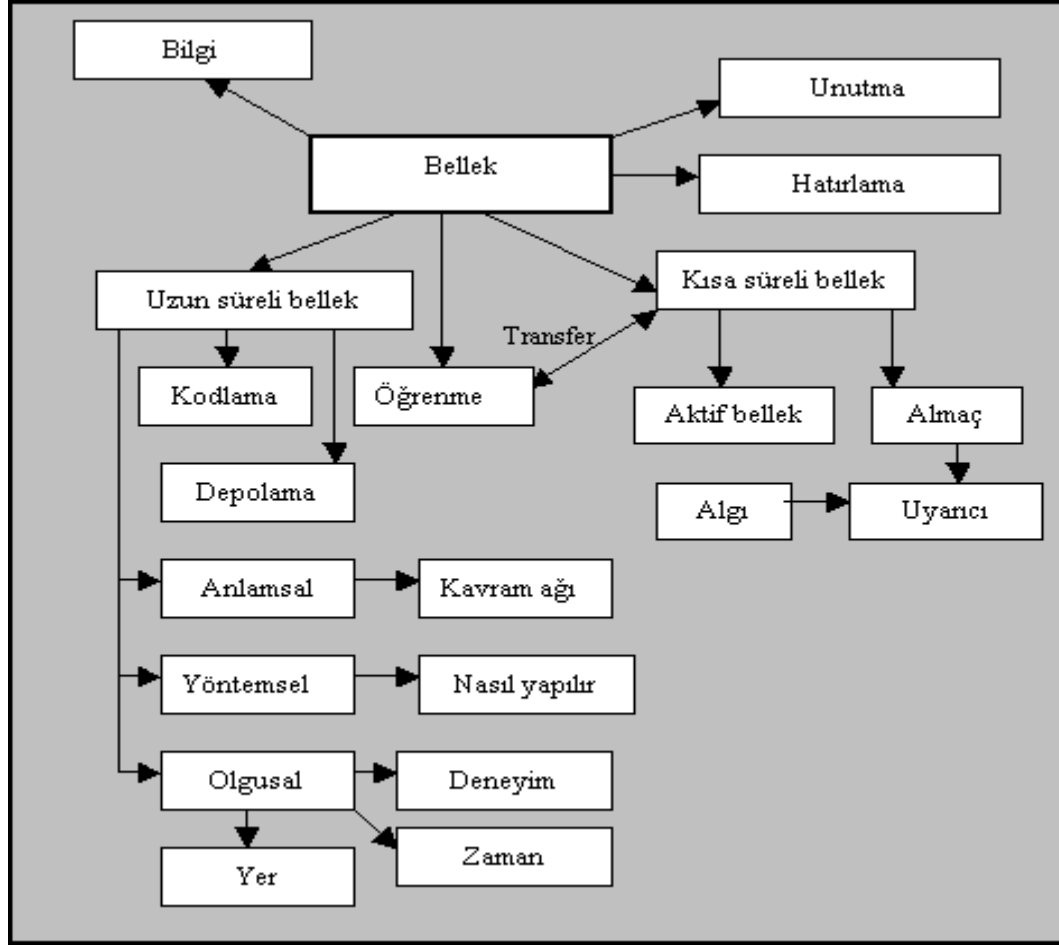 Bilgi
Unutma
Bellek
Hatırlama
Uzun süreli bellek
Kısa süreli bellek
Transfer
Kodlama
Öğrenme
Aktif bellek
Almaç
Depolama
Algı
Uyarıcı
Anlamsal
Kavram ağı
Yöntemsel
Nasıl yapılır
Olgusal
Deneyim
Zaman
Yer